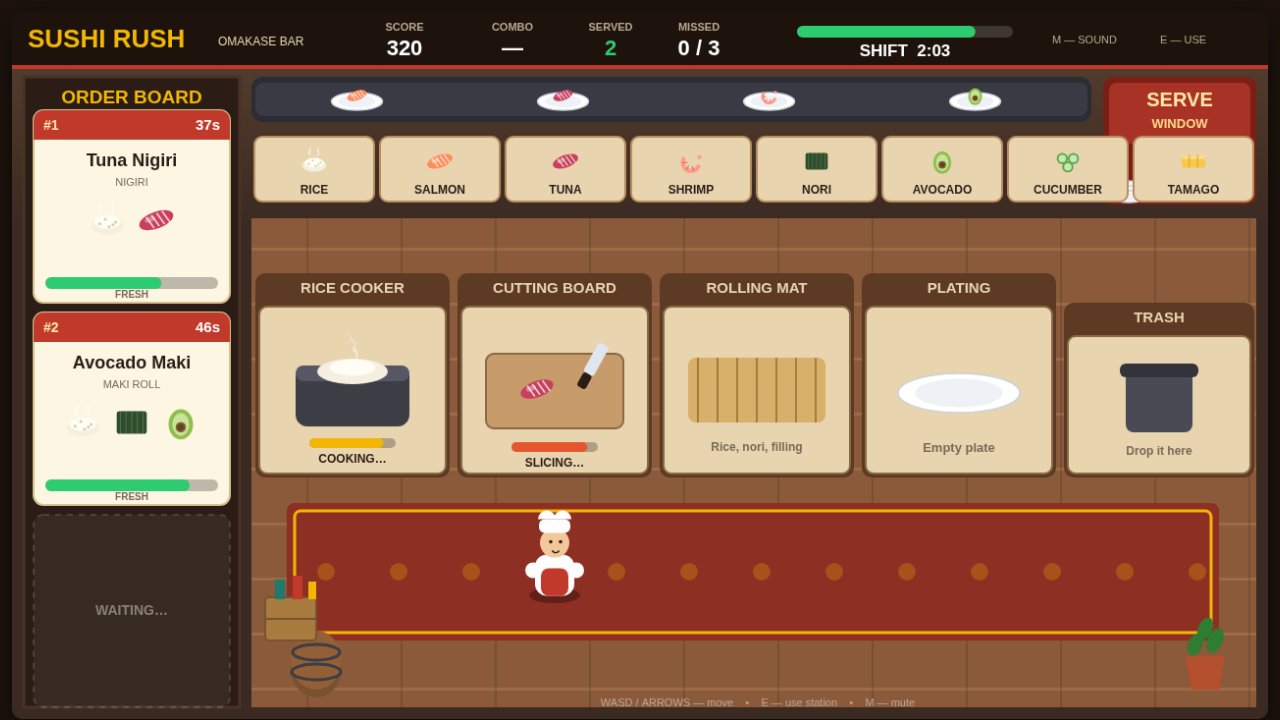 SUSHI RUSH
OMAKASE BAR
SCORE
320
COMBO
—
SERVED
2
MISSED
0 / 3
SHIFT 2:03
M — SOUND
E — USE
ORDER BOARD
#1 37s
Tuna Nigiri
NIGIRI
FRESH
#2 46s
Avocado Maki
MAKI ROLL
FRESH
WAITING…
SERVE
WINDOW
RICE
SALMON
TUNA
SHRIMP
NORI
AVOCADO
CUCUMBER
TAMAGO
RICE COOKER
COOKING…
CUTTING BOARD
SLICING…
ROLLING MAT
Rice, nori, filling
PLATING
Empty plate
TRASH
Drop it here
WASD / ARROWS — move • E — use station • M — mute